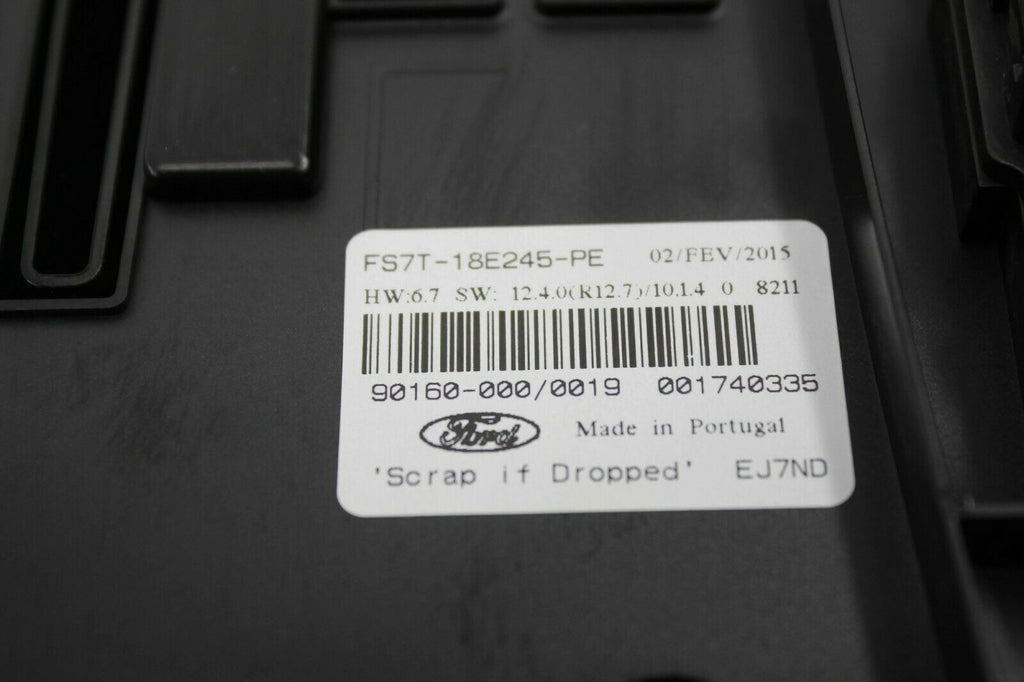 FS7T-18E245-PE 02/FEV/2015
HW:6.7 SW: 12.4.0(R12.7)/10.1.4 0 8211
90160-000/0019 001740335
Ford Made in Portugal
'Scrap if Dropped' EJ7ND